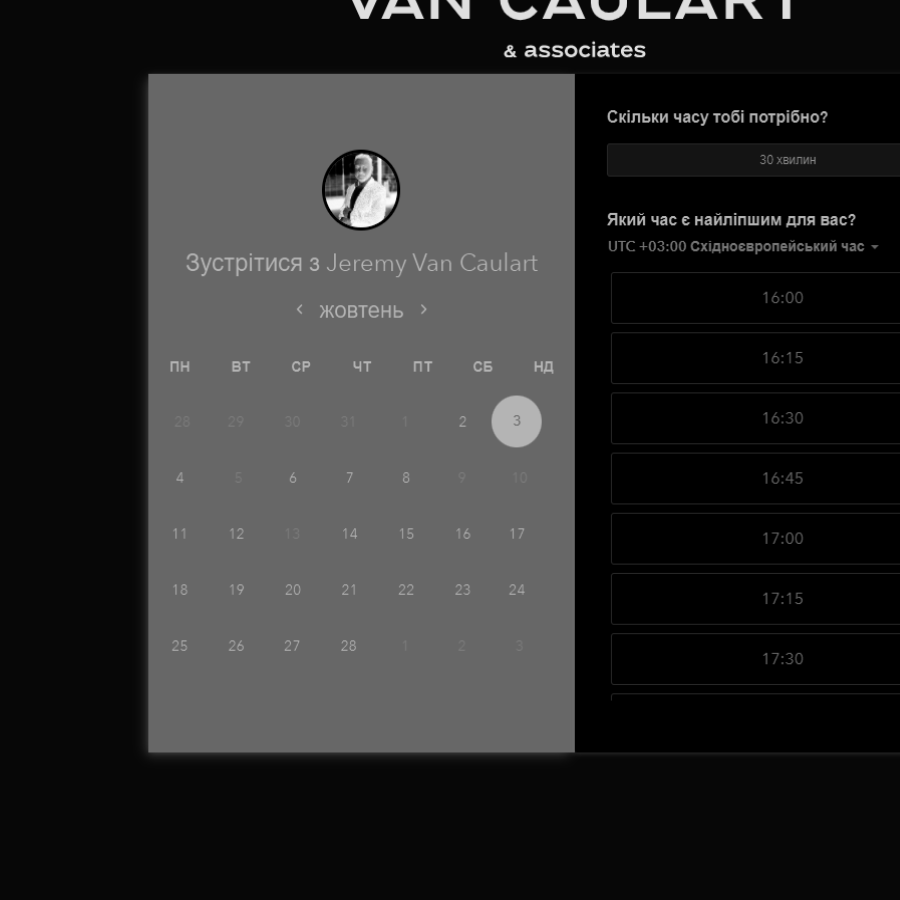 VAN CAULART
& associates
Зустрітися з Jeremy Van Caulart
жовтень
ПН ВТ СР ЧТ ПТ СБ НД
28 29 30 31 1 2 3
4 5 6 7 8 9 10
11 12 13 14 15 16 17
18 19 20 21 22 23 24
25 26 27 28 1 2 3
Скільки часу тобі потрібно?
30 хвилин
Який час є найліпшим для вас?
UTC +03:00 Східноєвропейський час
16:00
16:15
16:30
16:45
17:00
17:15
17:30